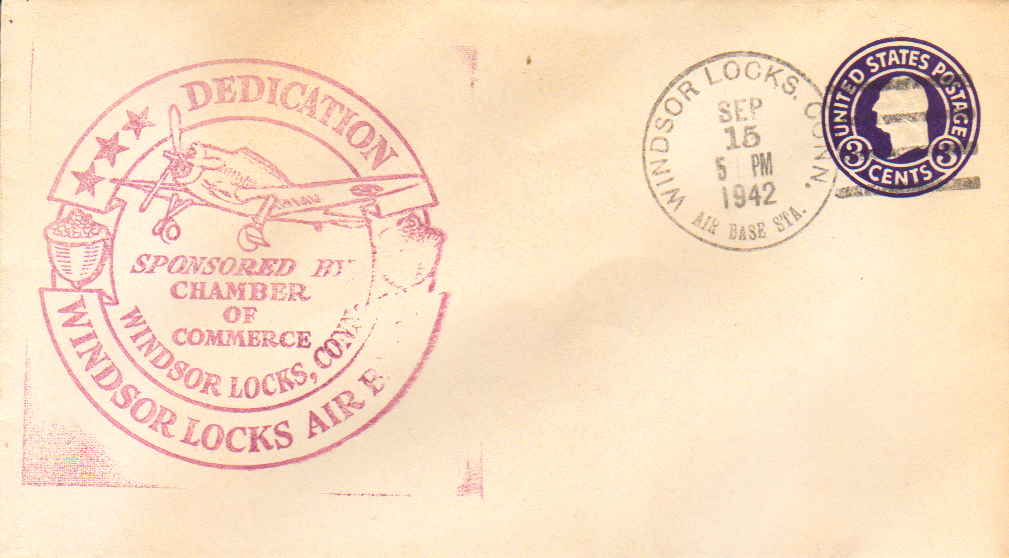 DEDICATION
SPONSORED BY
CHAMBER
OF
COMMERCE
WINDSOR LOCKS, CONN.
WINDSOR LOCKS AIR B
WINDSOR LOCKS, CONN.
SEP
15
5 PM
1942
AIR BASE STA.
UNITED STATES POSTAGE
3 CENTS 3